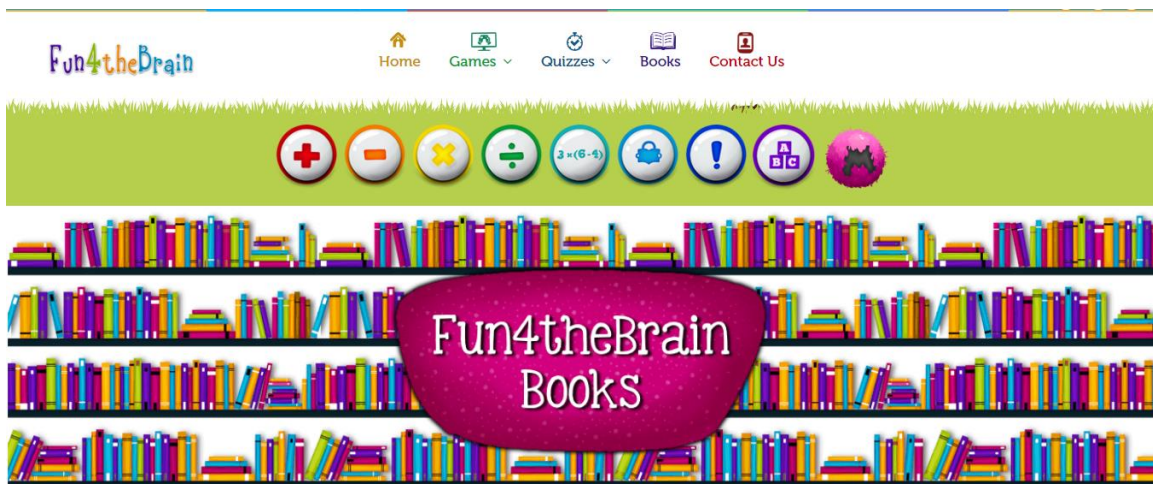 Fun4theBrain
Home Games Quizzes Books Contact Us
+ - × ÷ 3×(6-4) ! A B C
Fun4theBrain
Books